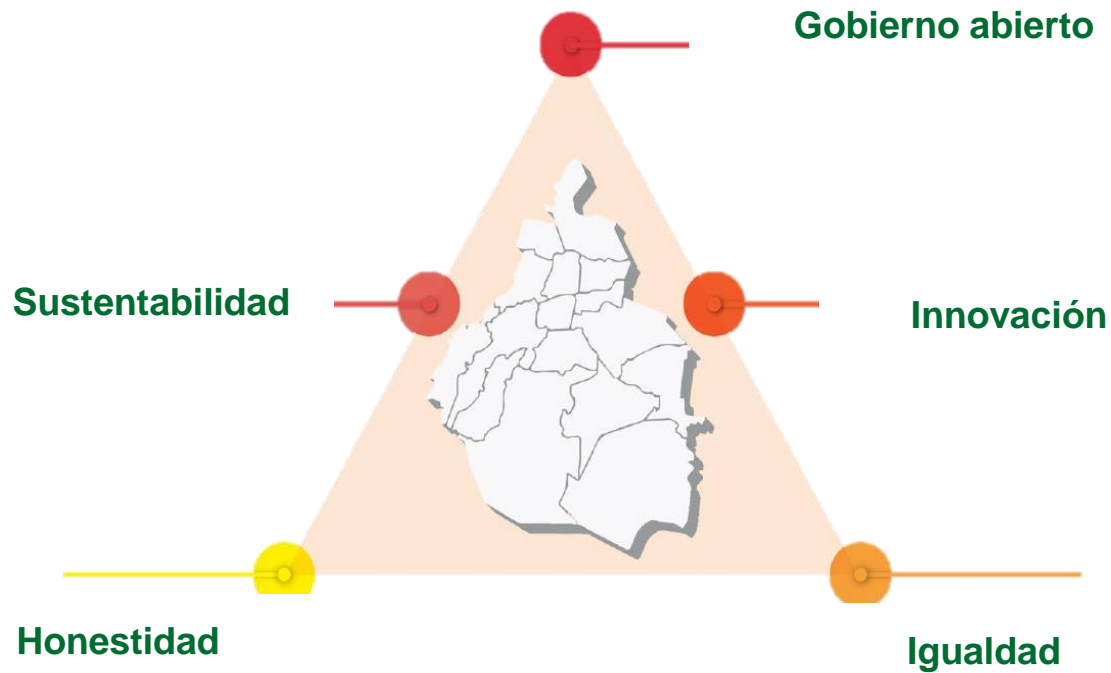 Gobierno abierto
Sustentabilidad
Innovación
Honestidad
Igualdad